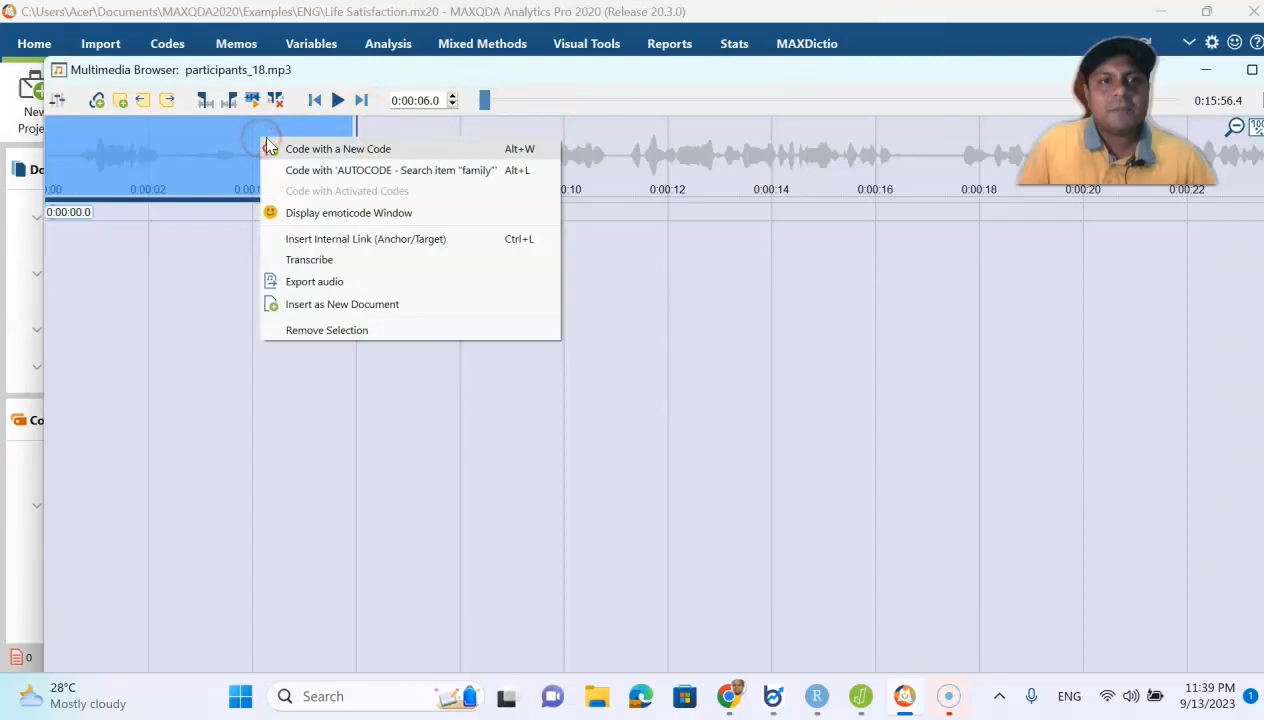 C:\Users\Acer\Documents\MAXQDA2020\Examples\ENG\Life Satisfaction.mx20 - MAXQDA Analytics Pro 2020 (Release 20.3.0)
Home Import Codes Memos Variables Analysis Mixed Methods Visual Tools Reports Stats MAXDictio
Multimedia Browser: participants_18.mp3
0:00:06.0 0:15:56.4
New
Proje
Do
Code with a New Code Alt+W
Code with 'AUTOCODE - Search item "family"' Alt+L
Code with Activated Codes
Display emoticode Window
Insert Internal Link (Anchor/Target) Ctrl+L
Transcribe
Export audio
Insert as New Document
Remove Selection
:00 0:00:02 0:10 0:00:12 0:00:14 0:00:16 0:00:18 0:00:20 0:00:22
0:00:00.0
Co
0
28°C
Mostly cloudy
Search
ENG
11:39 PM
9/13/2023
1